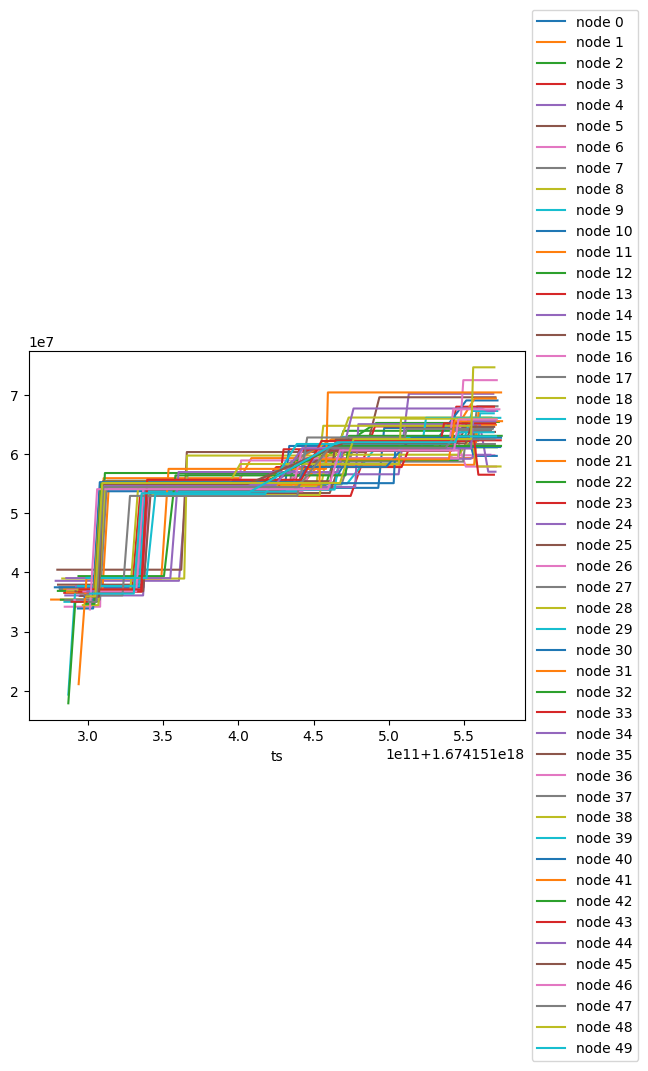 1e7
7
6
5
4
3
2
3.0 3.5 4.0 4.5 5.0 5.5
ts
1e11+1.674151e18
node 0
node 1
node 2
node 3
node 4
node 5
node 6
node 7
node 8
node 9
node 10
node 11
node 12
node 13
node 14
node 15
node 16
node 17
node 18
node 19
node 20
node 21
node 22
node 23
node 24
node 25
node 26
node 27
node 28
node 29
node 30
node 31
node 32
node 33
node 34
node 35
node 36
node 37
node 38
node 39
node 40
node 41
node 42
node 43
node 44
node 45
node 46
node 47
node 48
node 49